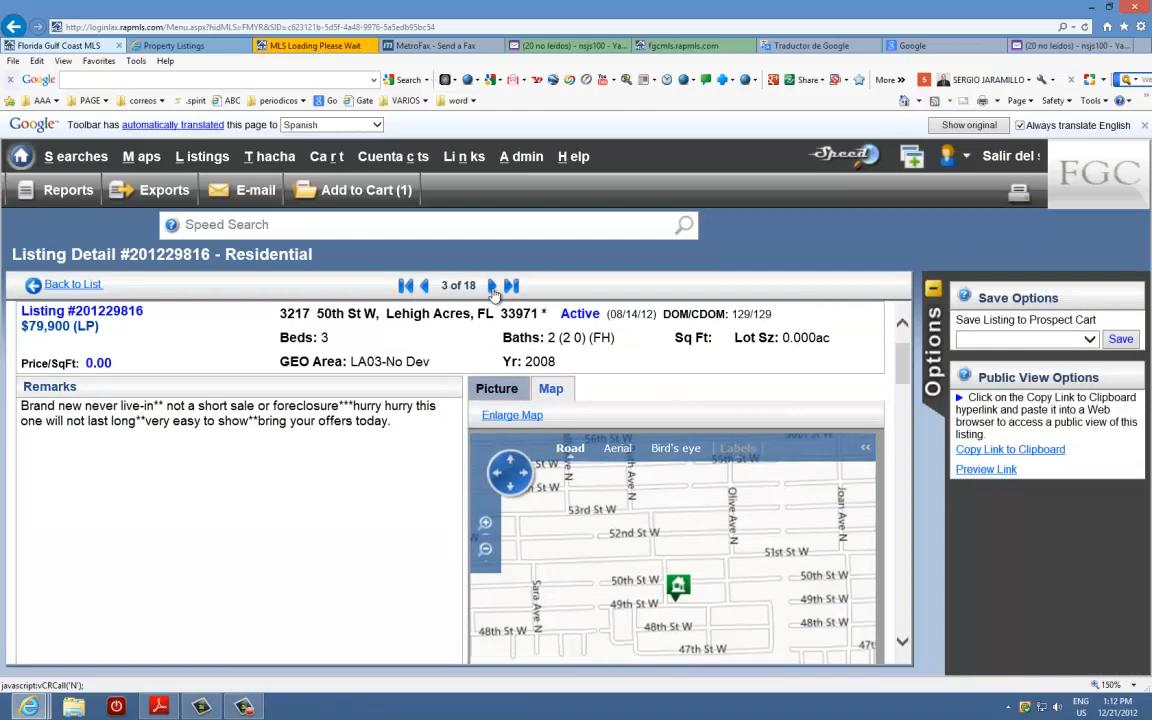 http://loginlax.rapmls.com/Menu.aspx?hidMLS=FMYR&SID=c623121b-5d5f-4a48-9976-5a5edb95bc54
Florida Gulf Coast MLS
Property Listings
MLS Loading Please Wait
MetroFax - Send a Fax
(20 no leídos) - nsjs100 - Ya...
fgcmls.rapmls.com
Traductor de Google
Google
(20 no leídos) - nsjs100 - Ya...
File Edit View Favorites Tools Help
Google
Search
Share
More »
SERGIO JARAMILLO
AAA PAGE correos .spirit ABC periodicos Go Gate VARIOS word
Page Safety Tools
Google Toolbar has automatically translated this page to Spanish
Show original
Always translate English
Searches Maps Listings Thacha Cart Cuenta cts Links Admin Help
Speed
Salir del :
FGC
Reports Exports E-mail Add to Cart (1)
Speed Search
Listing Detail #201229816 - Residential
Back to List
3 of 18
Listing #201229816
$79,900 (LP)
Price/SqFt: 0.00
3217 50th St W, Lehigh Acres, FL 33971 * Active (08/14/12) DOM/CDOM: 129/129
Beds: 3 Baths: 2 (2 0) (FH) Sq Ft: Lot Sz: 0.000ac
GEO Area: LA03-No Dev Yr: 2008
Remarks
Brand new never live-in** not a short sale or foreclosure***hurry hurry this
one will not last long**very easy to show**bring your offers today.
Picture Map
Enlarge Map
Road Aerial Bird's eye Labels
56th St W
55th St W
53rd St W
52nd St W
51st St W
50th St W
50th St W
49th St W
49th St W
48th St W
48th St W
48th St W
47th St W
47t
Sara Ave N
Olive Ave N
Joan Ave N
Options
Save Options
Save Listing to Prospect Cart
Save
Public View Options
Click on the Copy Link to Clipboard
hyperlink and paste it into a Web
browser to access a public view of this
listing.
Copy Link to Clipboard
Preview Link
javascript:vCRCall('N');
150%
ENG
US
1:12 PM
12/21/2012